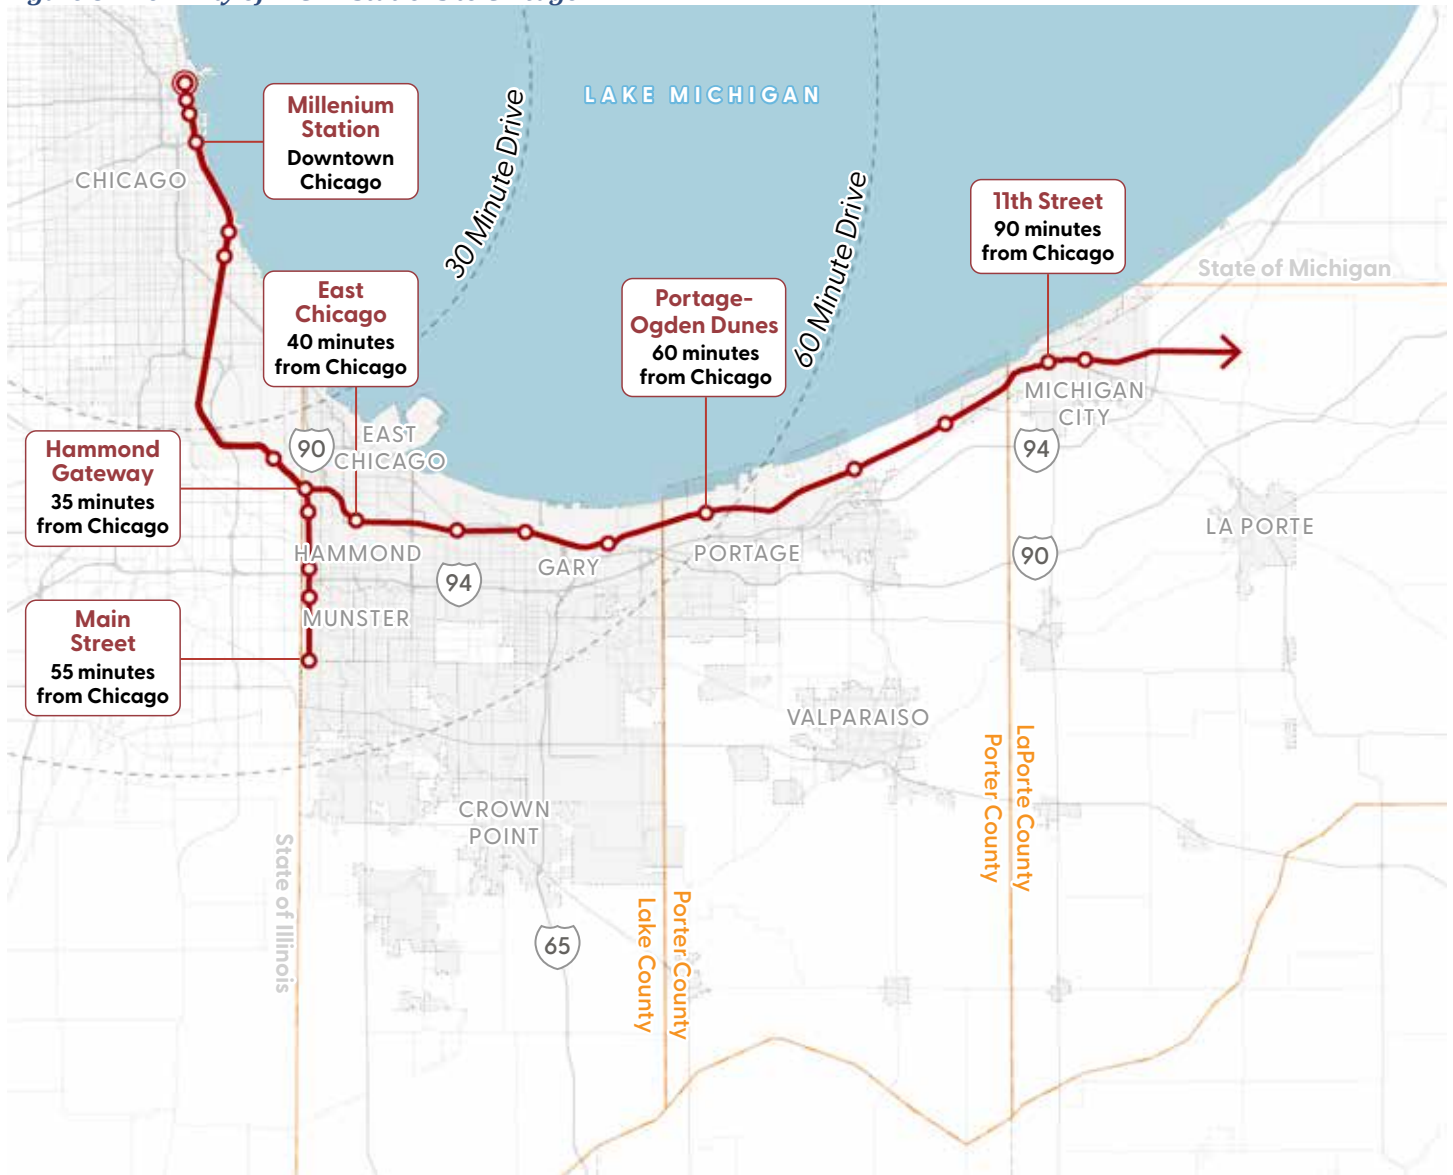 LAKE MICHIGAN
Millenium
Station
Downtown
Chicago
CHICAGO
30 Minute Drive
60 Minute Drive
11th Street
90 minutes
from Chicago
State of Michigan
East
Chicago
40 minutes
from Chicago
Portage-
Ogden Dunes
60 minutes
from Chicago
MICHIGAN
CITY
90
EAST
CHICAGO
94
Hammond
Gateway
35 minutes
from Chicago
LA PORTE
HAMMOND
94
GARY
PORTAGE
90
Main
Street
55 minutes
from Chicago
MUNSTER
VALPARAISO
LaPorte County
Porter County
CROWN
POINT
State of Illinois
Porter County
Lake County
65